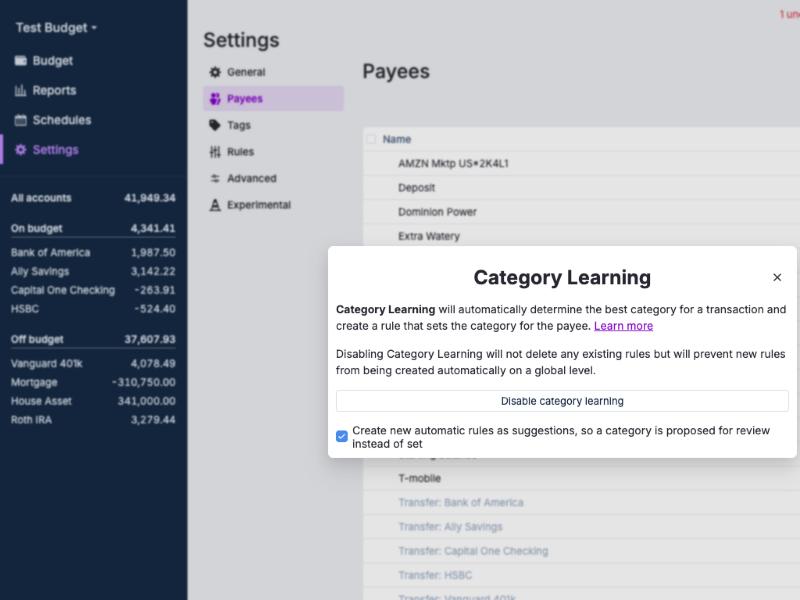 Test Budget
Budget
Reports
Schedules
Settings
All accounts 41,949.34
On budget 4,341.41
Bank of America 1,987.50
Ally Savings 3,142.22
Capital One Checking -263.91
HSBC -524.40
Off budget 37,607.93
Vanguard 401k 4,078.49
Mortgage -310,750.00
House Asset 341,000.00
Roth IRA 3,279.44
Settings
General
Payees
Tags
Rules
Advanced
Experimental
1
Payees
Name
AMZN Mktp US*2K4L1
Deposit
Dominion Power
Extra Watery
Category Learning
Category Learning will automatically determine the best category for a transaction and
create a rule that sets the category for the payee. Learn more
Disabling Category Learning will not delete any existing rules but will prevent new rules
from being created automatically on a global level.
Disable category learning
Create new automatic rules as suggestions, so a category is proposed for review
instead of set
T-mobile
Transfer: Bank of America
Transfer: Ally Savings
Transfer: Capital One Checking
Transfer: HSBC
Transfer: Vanguard 401k